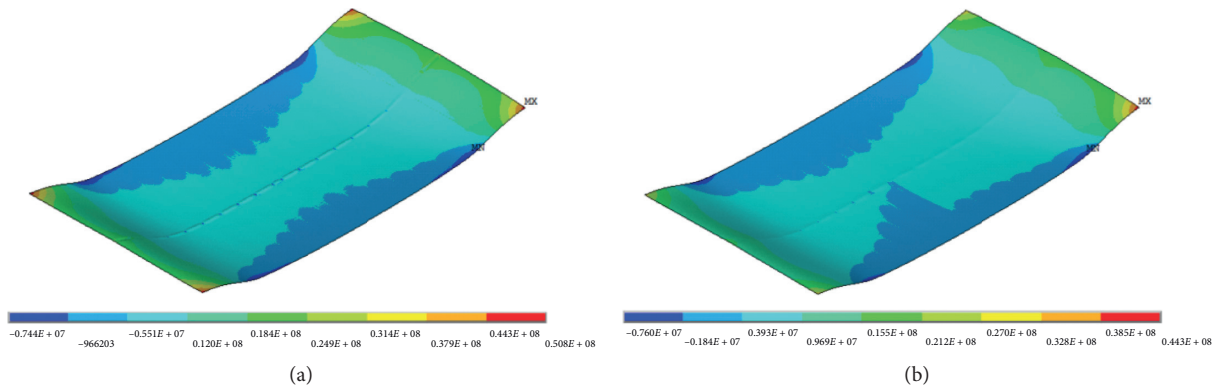 MX
MN
−0.744E + 07 −0.551E + 07 0.184E + 08 0.314E + 08 0.443E + 08
−966203 0.120E + 08 0.249E + 08 0.379E + 08 0.508E + 08
(a)
MX
MN
−0.760E + 07 0.393E + 07 0.155E + 08 0.270E + 08 0.385E + 08
−0.184E + 07 0.969E + 07 0.212E + 08 0.328E + 08 0.443E + 08
(b)